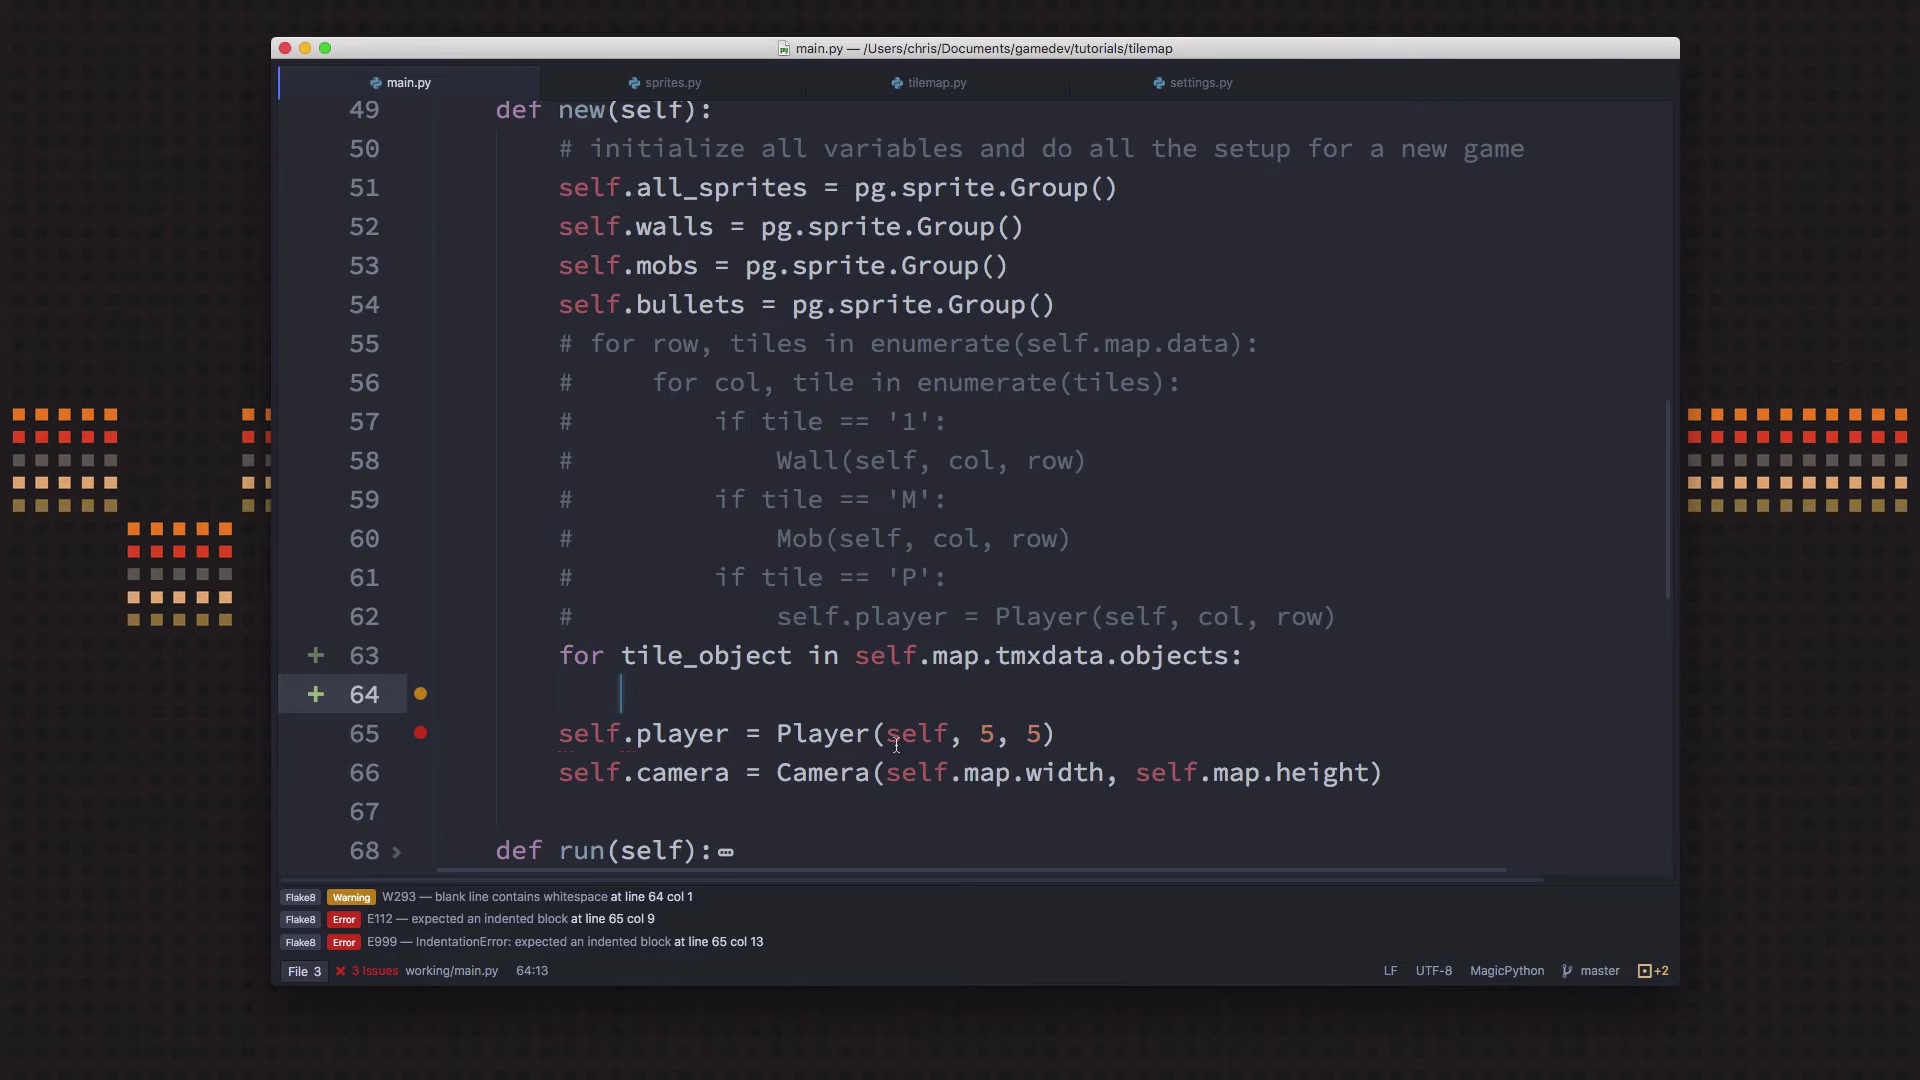 main.py — /Users/chris/Documents/gamedev/tutorials/tilemap
main.py sprites.py tilemap.py settings.py
49 def new(self):
50 # initialize all variables and do all the setup for a new game
51 self.all_sprites = pg.sprite.Group()
52 self.walls = pg.sprite.Group()
53 self.mobs = pg.sprite.Group()
54 self.bullets = pg.sprite.Group()
55 # for row, tiles in enumerate(self.map.data):
56 #     for col, tile in enumerate(tiles):
57 #         if tile == '1':
58 #             Wall(self, col, row)
59 #         if tile == 'M':
60 #             Mob(self, col, row)
61 #         if tile == 'P':
62 #             self.player = Player(self, col, row)
+ 63 for tile_object in self.map.tmxdata.objects:
+ 64
65 self.player = Player(self, 5, 5)
66 self.camera = Camera(self.map.width, self.map.height)
67
68 def run(self):
Flake8 Warning W293 — blank line contains whitespace at line 64 col 1
Flake8 Error E112 — expected an indented block at line 65 col 9
Flake8 Error E999 — IndentationError: expected an indented block at line 65 col 13
File 3 3 Issues working/main.py 64:13 LF UTF-8 MagicPython master +2